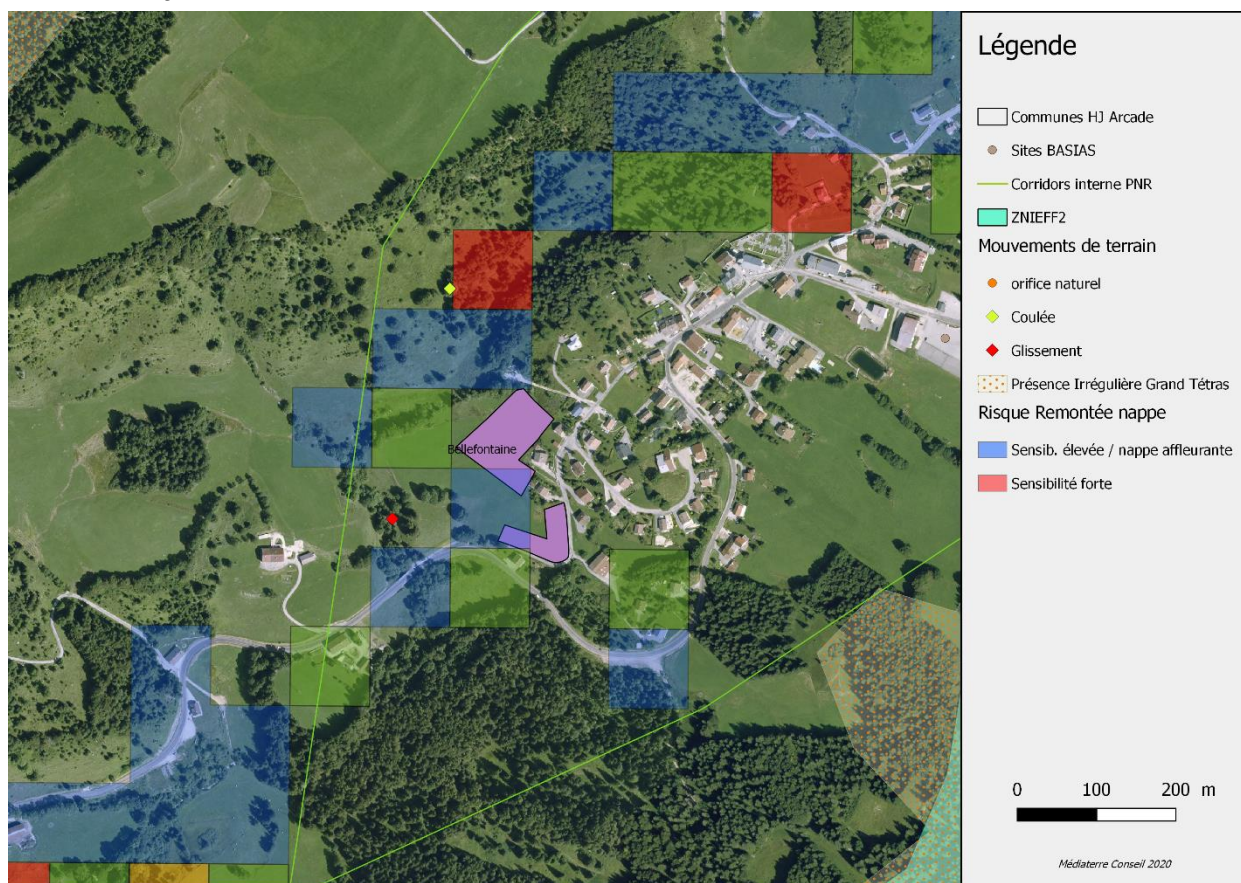 Bellefontaine
Légende
Communes HJ Arcade
Sites BASIAS
Corridors interne PNR
ZNIEFF2
Mouvements de terrain
orifice naturel
Coulée
Glissement
Présence Irrégulière Grand Tétras
Risque Remontée nappe
Sensib. élevée / nappe affleurante
Sensibilité forte
0 100 200 m
Médiaterre Conseil 2020